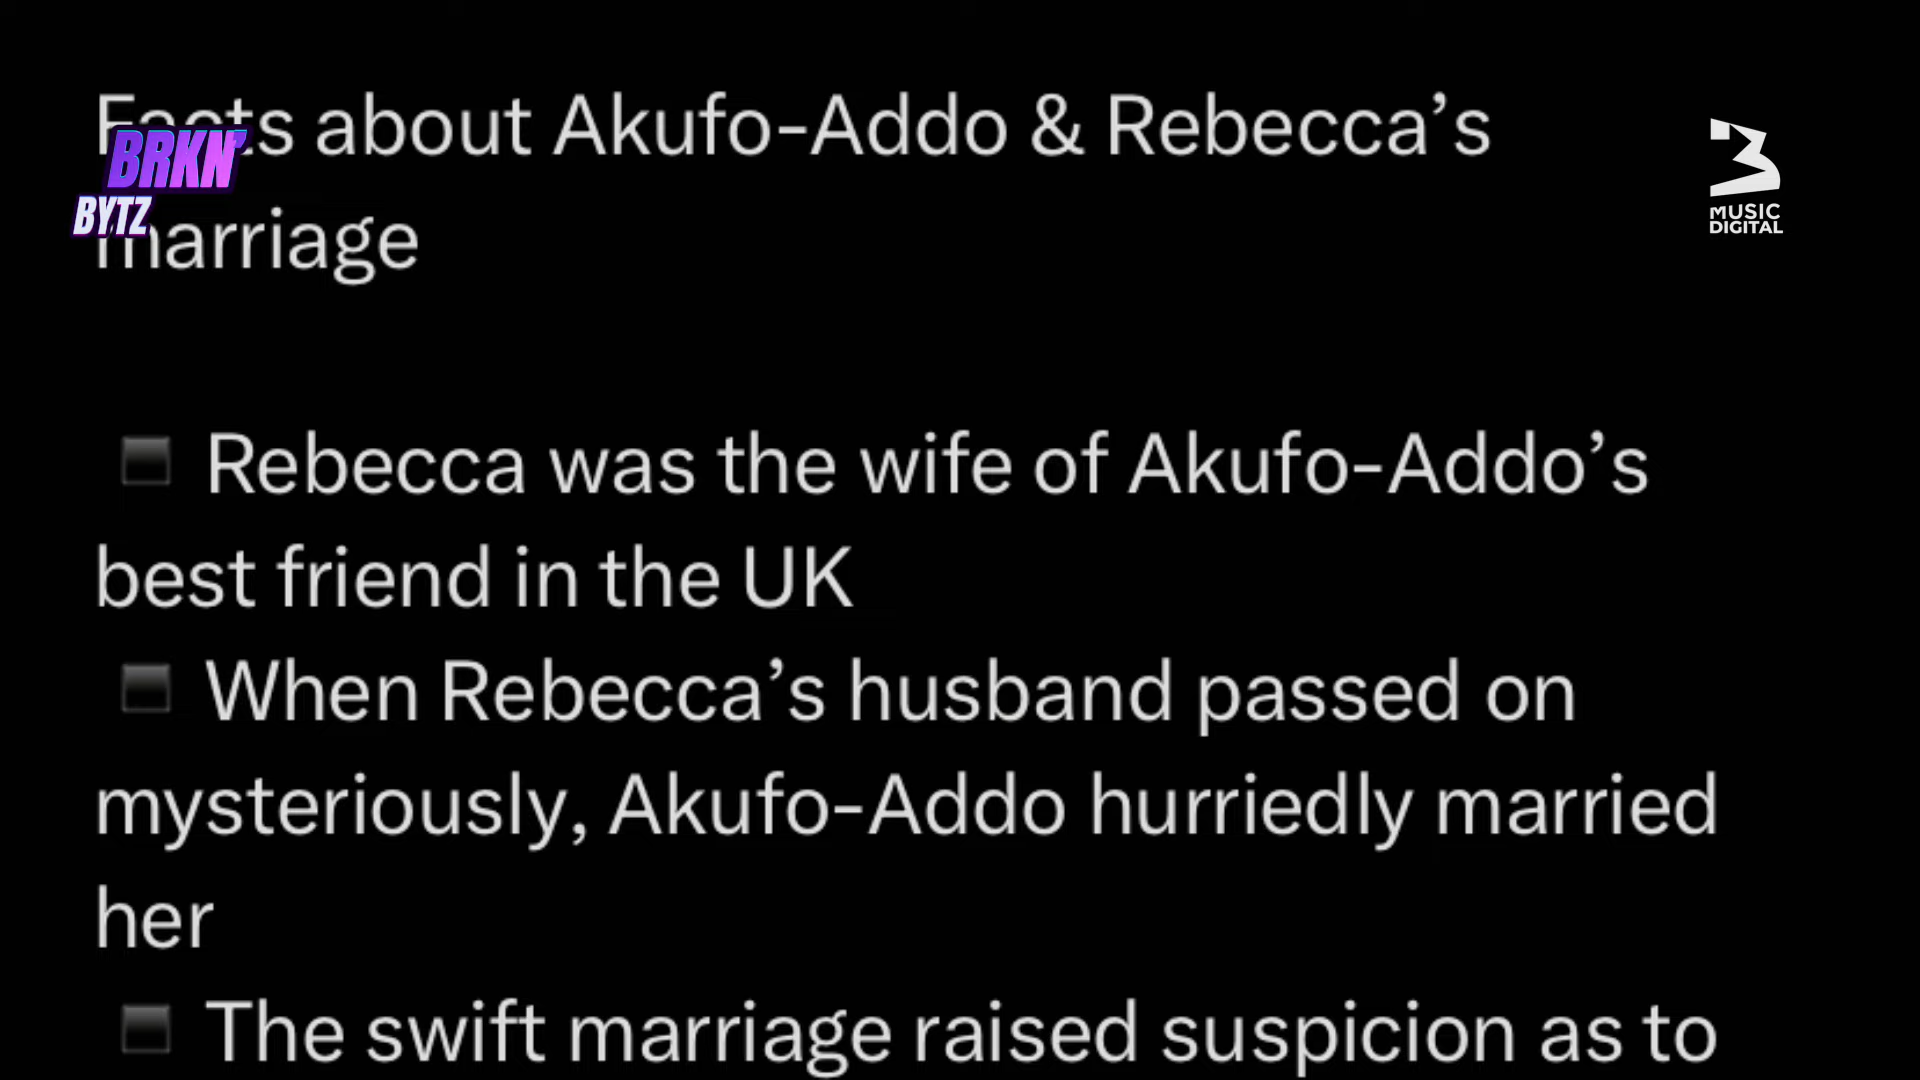 Facts about Akufo-Addo & Rebecca’s
BRKN'
BYTZ
marriage
MUSIC
DIGITAL
Rebecca was the wife of Akufo-Addo’s
best friend in the UK
When Rebecca’s husband passed on
mysteriously, Akufo-Addo hurriedly married
her
The swift marriage raised suspicion as to